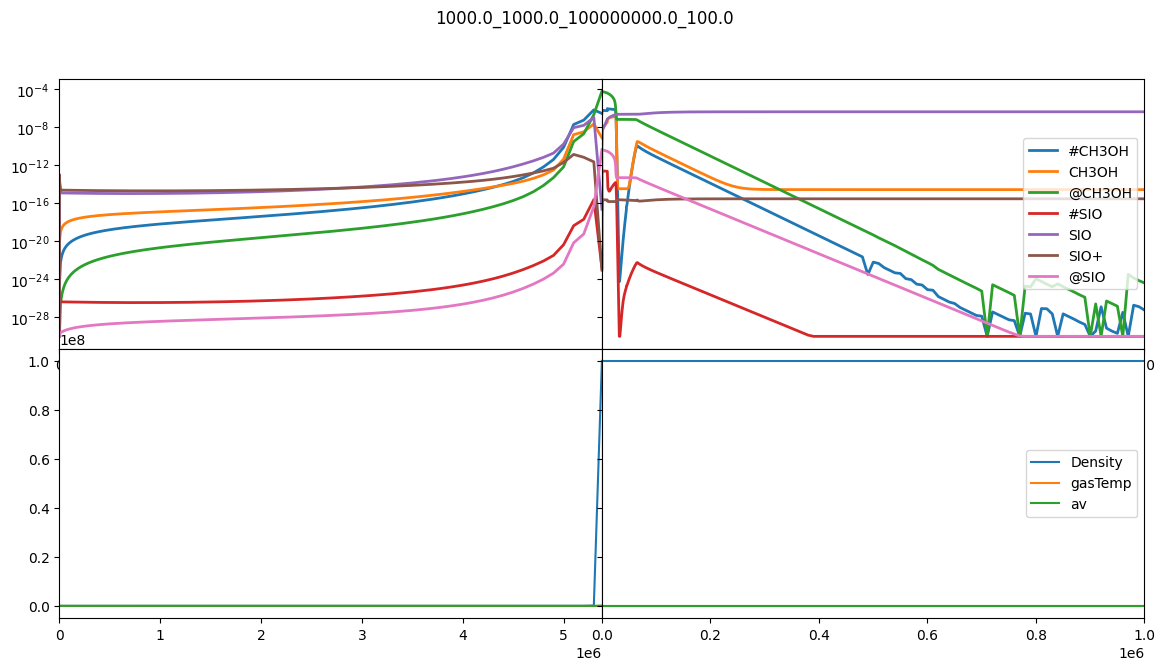 1000.0_1000.0_100000000.0_100.0
10⁻⁴
10⁻⁸
10⁻¹²
10⁻¹⁶
10⁻²⁰
10⁻²⁴
10⁻²⁸
#CH3OH
CH3OH
@CH3OH
#SIO
SIO
SIO+
@SIO
1e8
0
1.0
0.8
0.6
0.4
0.2
0.0
Density
gasTemp
av
0 1 2 3 4 5
1e6
0.0 0.2 0.4 0.6 0.8 1.0
1e6